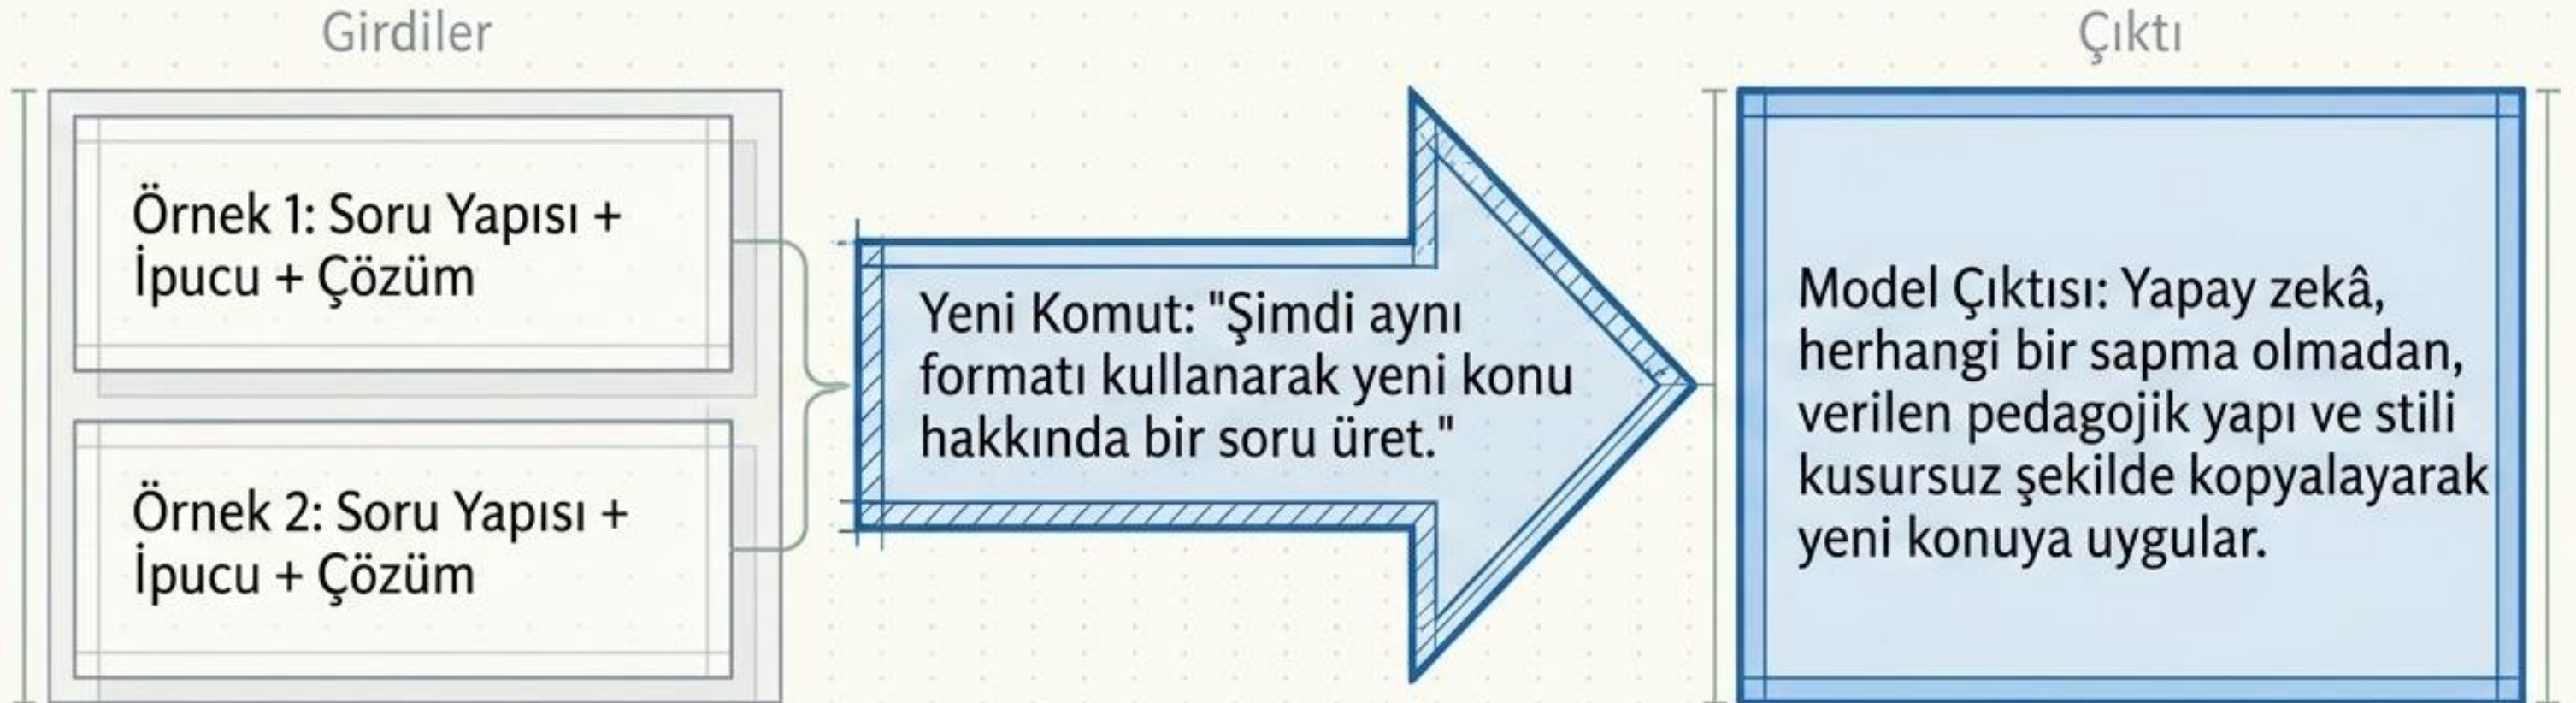 Girdiler
Örnek 1: Soru Yapısı +
İpucu + Çözüm
Örnek 2: Soru Yapısı +
İpucu + Çözüm
Yeni Komut: "Şimdi aynı
formatı kullanarak yeni konu
hakkında bir soru üret."
Çıktı
Model Çıktısı: Yapay zekâ,
herhangi bir sapma olmadan,
verilen pedagojik yapı ve stili
kusursuz şekilde kopyalayarak
yeni konuya uygular.